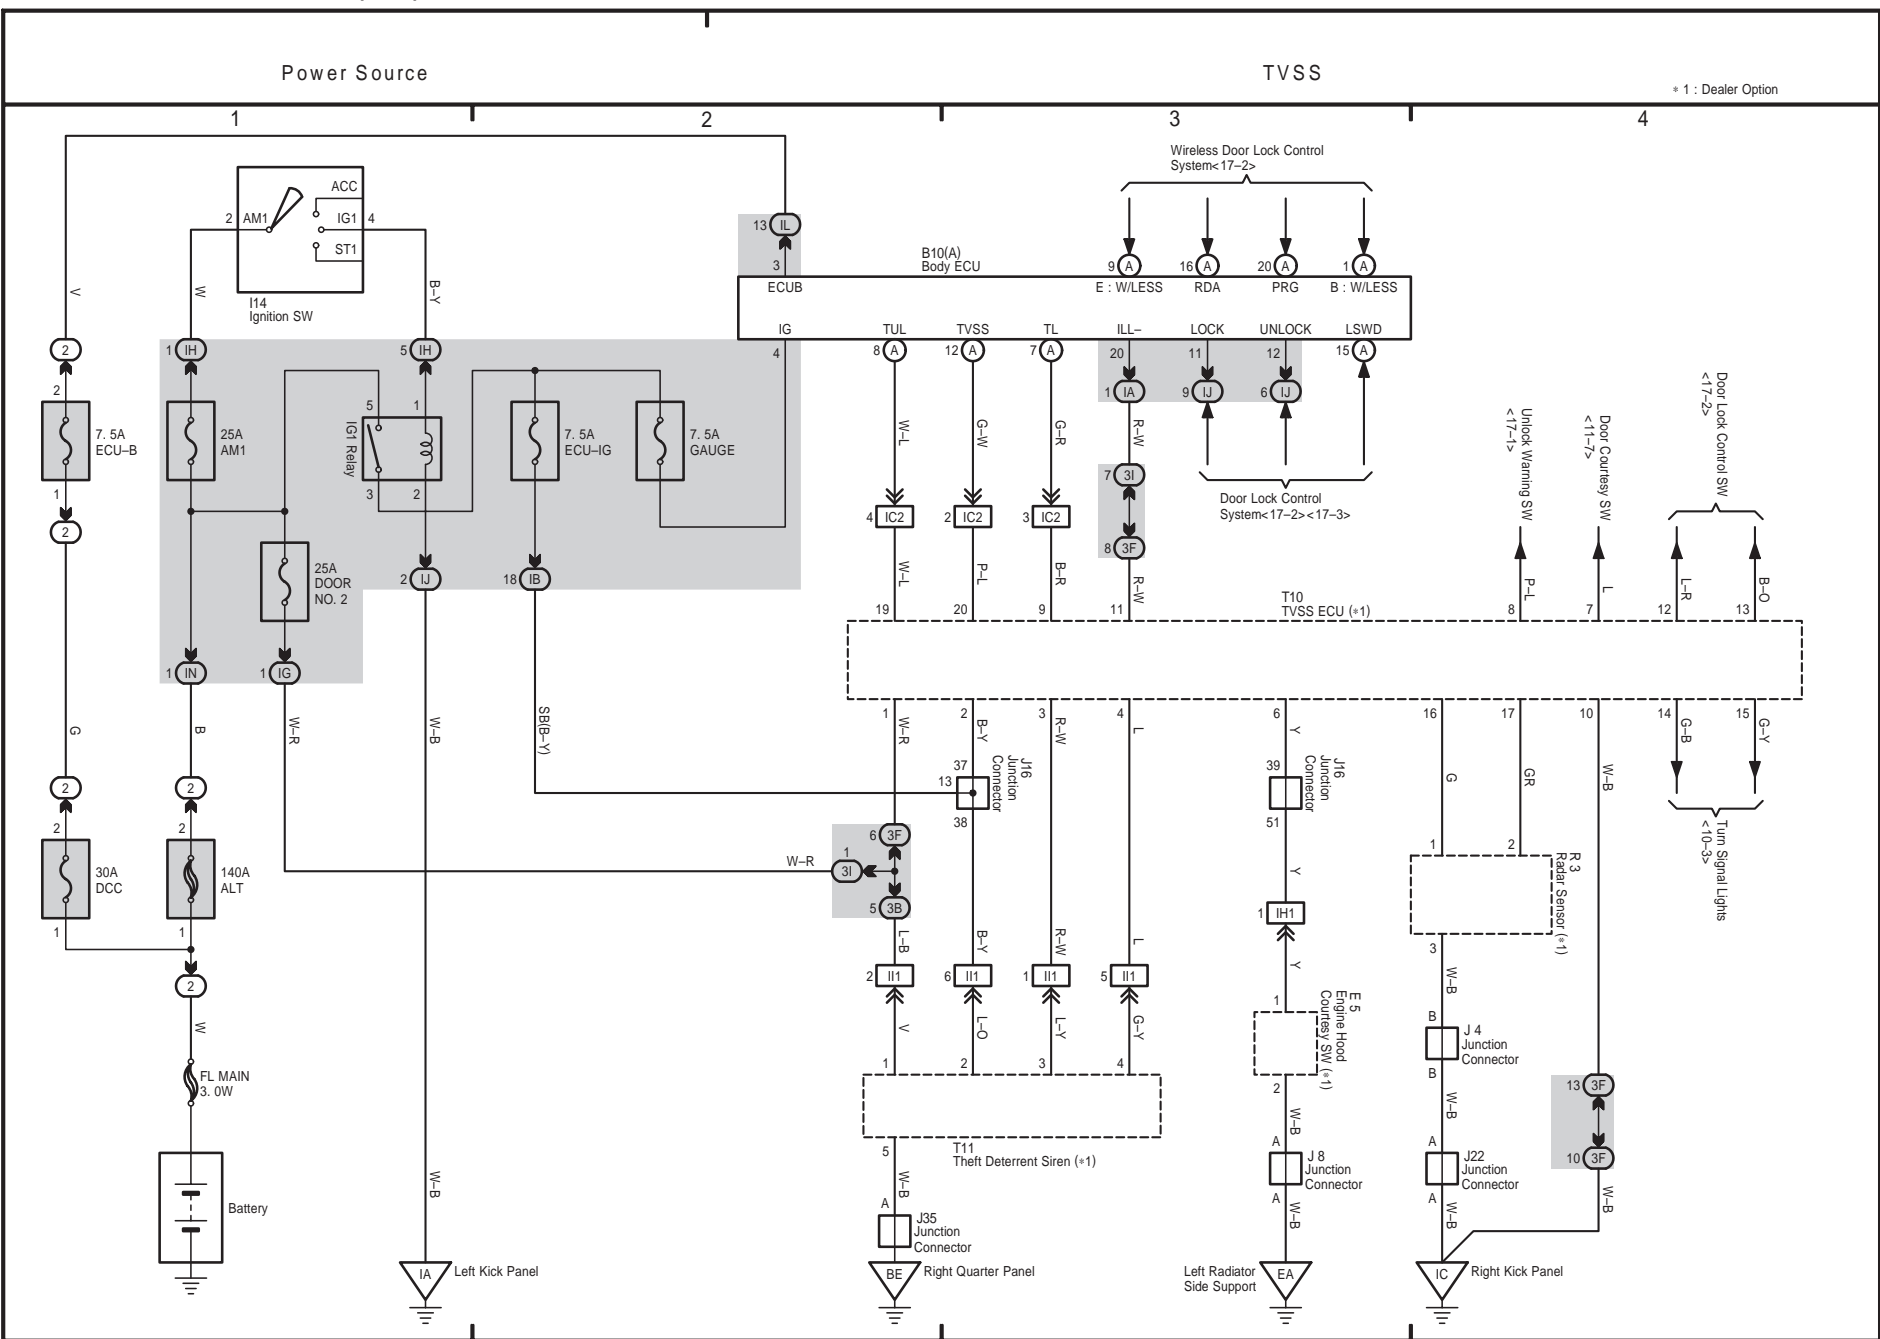 Power Source
TVSS
* 1 : Dealer Option
1
2
3
4
Wireless Door Lock Control
System<17–2>
ACC
2
AM1
IG1
4
ST1
I14
Ignition SW
V
W
B–Y
13
IL
3
ECUB
B10(A)
Body ECU
9
A
16
A
20
A
1
A
E : W/LESS
RDA
PRG
B : W/LESS
IG
TUL
TVSS
TL
ILL–
LOCK
UNLOCK
LSWD
4
8
A
12
A
7
A
20
11
12
15
A
1
IA
9
IJ
6
IJ
2
1
IH
5
IH
2
7. 5A
ECU–B
1
2
25A
AM1
5
1
IG1 Relay
3
2
7. 5A
ECU–IG
7. 5A
GAUGE
25A
DOOR
NO. 2
2
IJ
18
IB
1
IN
1
IG
W–L
G–W
G–R
R–W
7
3I
8
3F
Door Lock Control
System<17–2><17–3>
4
IC2
2
IC2
3
IC2
W–L
P–L
B–R
R–W
Unlock Warning SW
<17–1>
Door Courtesy SW
<11–7>
Door Lock Control SW
<17–2>
P–L
L
L–R
B–O
19
20
9
11
T10
TVSS ECU (*1)
8
7
12
13
1
2
3
4
6
16
17
10
14
15
G
B
W–R
W–B
SB(B–Y)
W–R
B–Y
R–W
L
Y
G
GR
W–B
G–B
G–Y
37
13
38
J16
Junction
Connector
39
51
J16
Junction
Connector
Turn Signal Lights
<10–3>
2
2
2
30A
DCC
1
2
140A
ALT
1
2
W
FL MAIN
3. 0W
Battery
W–R
6
3F
1
3I
5
3B
L–B
B–Y
R–W
L
Y
2
II1
6
II1
1
II1
5
II1
V
L–O
L–Y
G–Y
1
IH1
Y
1
2
R 3
Radar Sensor (*1)
3
W–B
1
2
3
4
T11
Theft Deterrent Siren (*1)
5
W–B
A
J35
Junction
Connector
1
E 5
Engine Hood
Courtesy SW (*1)
2
W–B
A
J 8
Junction
Connector
A
W–B
B
J 4
Junction
Connector
B
W–B
A
J22
Junction
Connector
A
W–B
13
3F
10
3F
W–B
W–B
IA
Left Kick Panel
BE
Right Quarter Panel
Left Radiator
Side Support
EA
IC
Right Kick Panel